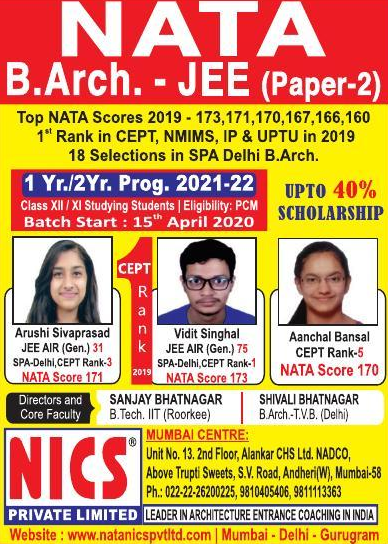 NATA
B.Arch. - JEE (Paper-2)
Top NATA Scores 2019 - 173,171,170,167,166,160
1st Rank in CEPT, NMIMS, IP & UPTU in 2019
18 Selections in SPA Delhi B.Arch.
1 Yr./2Yr. Prog. 2021-22
Class XII / XI Studying Students | Eligibility: PCM
Batch Start : 15th April 2020
UPTO 40%
SCHOLARSHIP
Arushi Sivaprasad
JEE AIR (Gen.) 31
SPA-Delhi,CEPT Rank-3
NATA Score 171
CEPT
1
Rank
2019
Vidit Singhal
JEE AIR (Gen.) 75
SPA-Delhi,CEPT Rank-1
NATA Score 173
Aanchal Bansal
CEPT Rank-5
NATA Score 170
Directors and
Core Faculty
SANJAY BHATNAGAR
B.Tech. IIT (Roorkee)
SHIVALI BHATNAGAR
B.Arch.-T.V.B. (Delhi)
NICS®
PRIVATE LIMITED
MUMBAI CENTRE:
Unit No. 13. 2nd Floor, Alankar CHS Ltd. NADCO,
Above Trupti Sweets, S.V. Road, Andheri(W), Mumbai-58
Ph.: 022-22-26200225, 9810405406, 9811113363
LEADER IN ARCHITECTURE ENTRANCE COACHING IN INDIA
Website : www.natanicspvtltd.com | Mumbai - Delhi - Gurugram